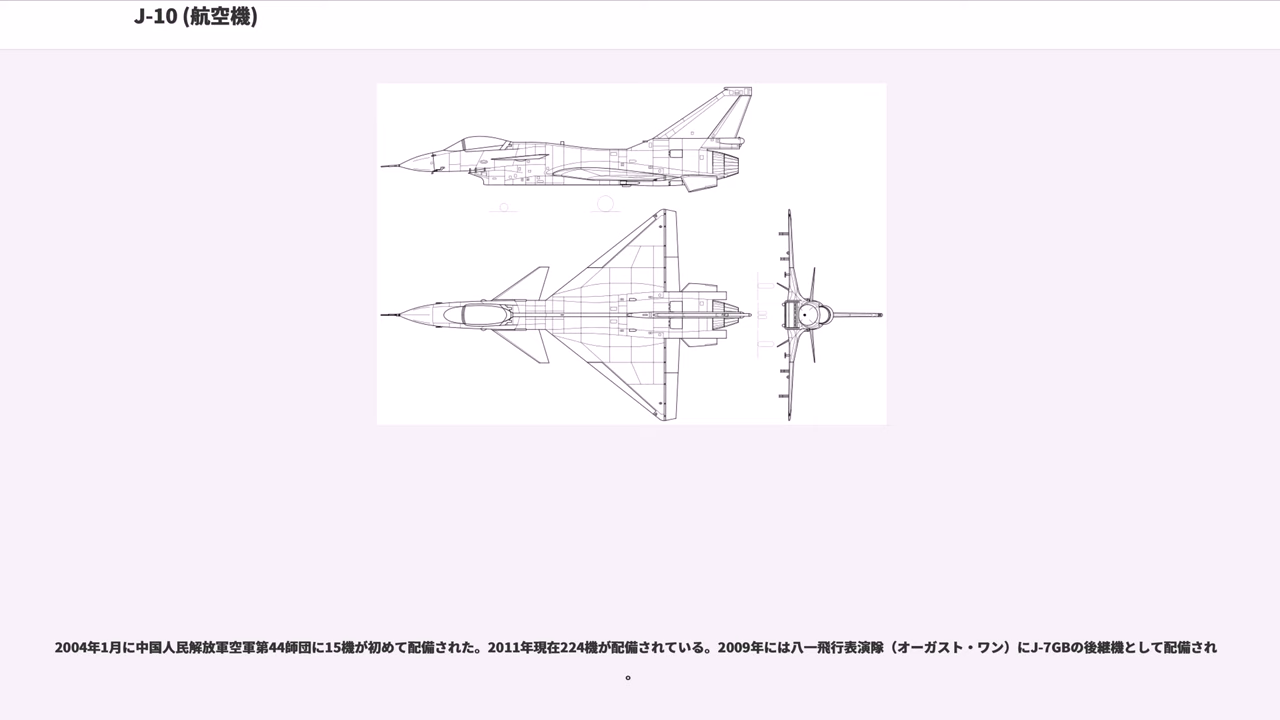 J-10 (航空機)
2004年1月に中国人民解放軍空軍第44師団に15機が初めて配備された。2011年現在224機が配備されている。2009年には八一飛行表演隊（オーガスト・ワン）にJ-7GBの後継機として配備され
。